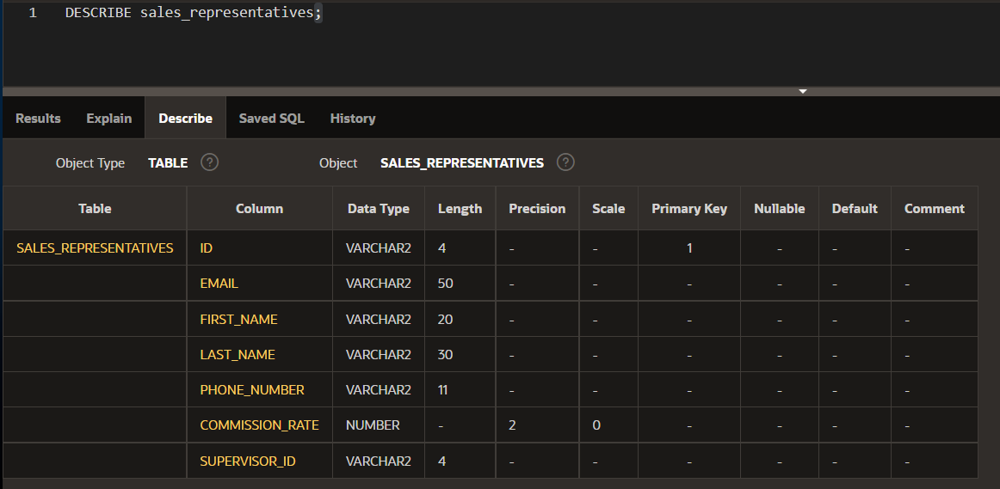 1 DESCRIBE sales_representatives;
Results Explain Describe Saved SQL History
Object Type TABLE ? Object SALES_REPRESENTATIVES ?
Table Column Data Type Length Precision Scale Primary Key Nullable Default Comment
SALES_REPRESENTATIVES ID VARCHAR2 4 - - 1 - - -
EMAIL VARCHAR2 50 - - - - - -
FIRST_NAME VARCHAR2 20 - - - - - -
LAST_NAME VARCHAR2 30 - - - - - -
PHONE_NUMBER VARCHAR2 11 - - - - - -
COMMISSION_RATE NUMBER - 2 0 - - - -
SUPERVISOR_ID VARCHAR2 4 - - - - - -